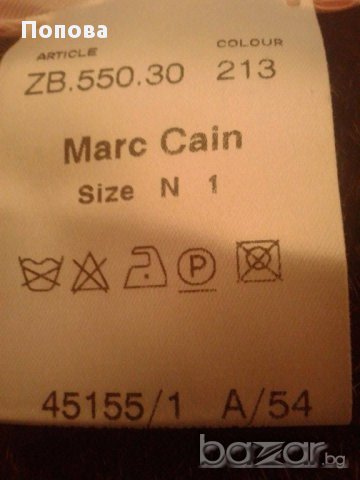 Попова
ARTICLE COLOUR
ZB.550.30 213
Marc Cain
Size N 1
P
45155/1 A/54
bazar.bg